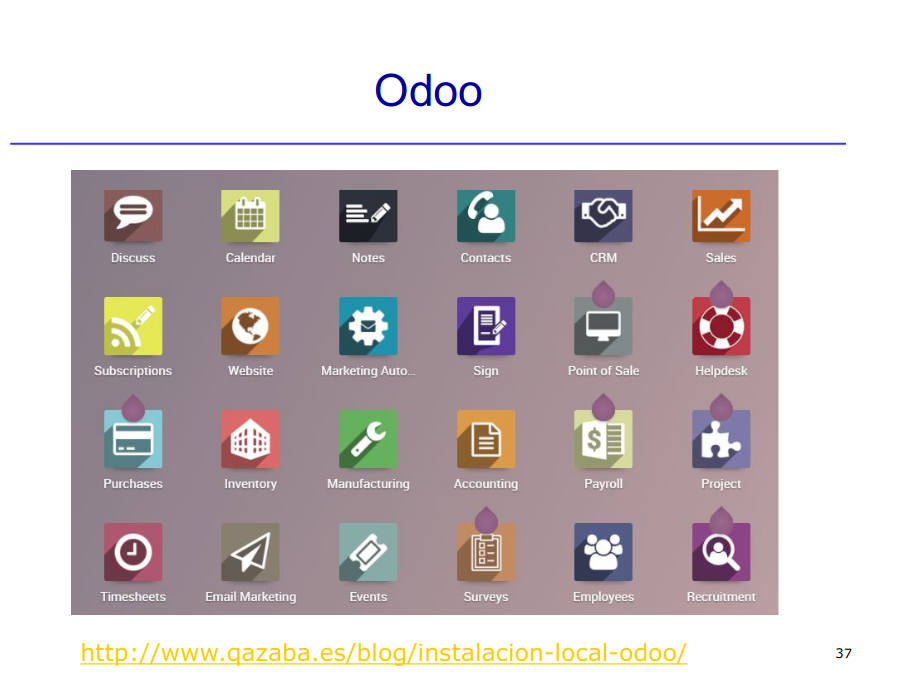 Odoo
Discuss Calendar Notes Contacts CRM Sales
Subscriptions Website Marketing Auto... Sign Point of Sale Helpdesk
Purchases Inventory Manufacturing Accounting Payroll Project
Timesheets Email Marketing Events Surveys Employees Recruitment
http://www.qazaba.es/blog/instalacion-local-odoo/
37